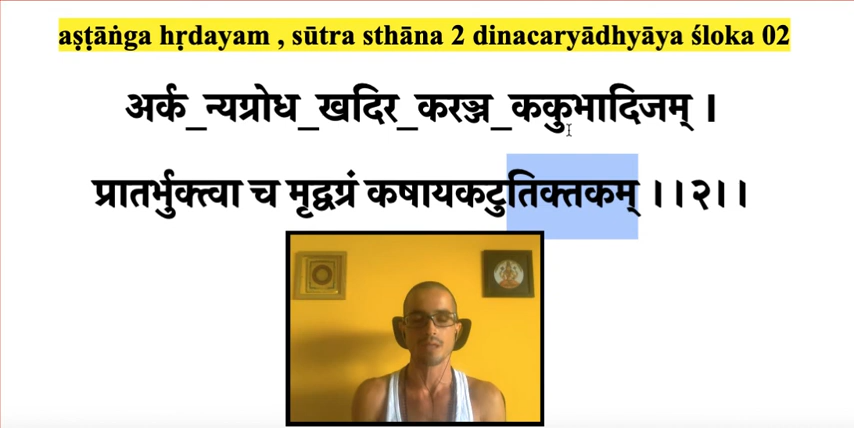 aṣṭāṅga hṛdayam , sūtra sthāna 2 dinacaryādhyāya śloka 02
अर्क_न्यग्रोध_खदिर_करञ्ज_ककुभादिजम् ।
प्रातर्भुक्त्वा च मृद्वग्रं कषायकटुतिक्तकम् ।।२।।